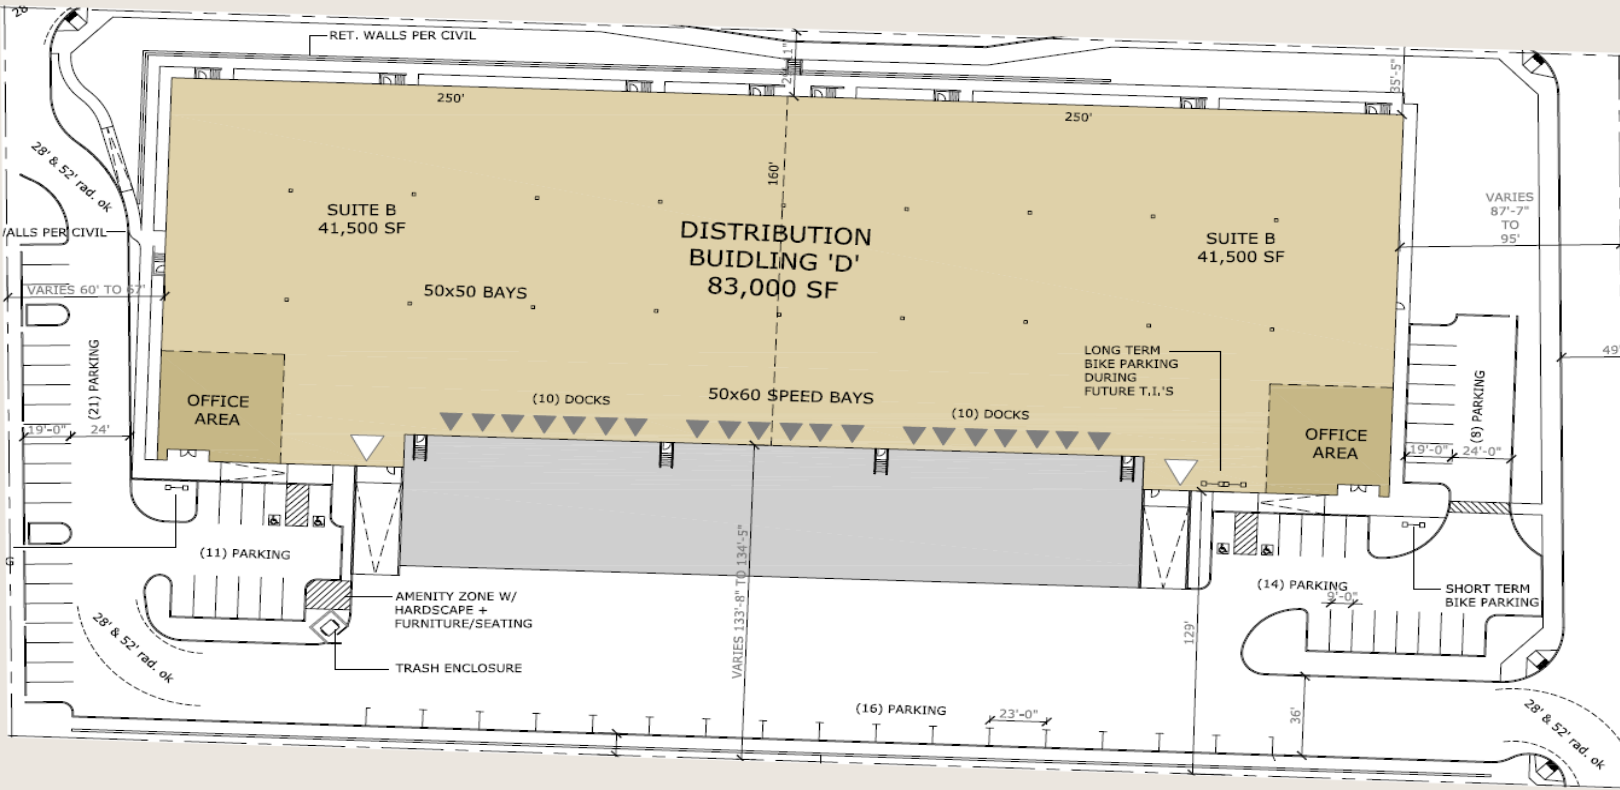 RET. WALLS PER CIVIL
250'
250'
35'-5"
160'
28' & 52' rad. ok
SUITE B
41,500 SF
DISTRIBUTION
BUIDLING 'D'
83,000 SF
SUITE B
41,500 SF
VARIES
87'-7"
TO
95'
PER CIVIL
VARIES 60' TO
50x50 BAYS
(21) PARKING
LONG TERM
BIKE PARKING
DURING
FUTURE T.I.'S
49'
(8) PARKING
OFFICE
AREA
(10) DOCKS
50x60 SPEED BAYS
(10) DOCKS
19'-0"
24'
OFFICE
AREA
19'-0"
24'-0"
(11) PARKING
VARIES 133'-8" TO 134'-5"
(14) PARKING
9'-0"
SHORT TERM
BIKE PARKING
AMENITY ZONE W/
HARDSCAPE +
FURNITURE/SEATING
28' & 52' rad. ok
TRASH ENCLOSURE
129'
(16) PARKING
23'-0"
36'
28' & 52' rad. ok